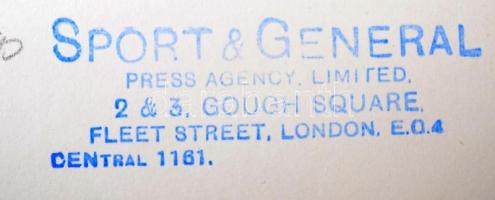 SPORT & GENERAL
PRESS AGENCY, LIMITED,
2 & 3, GOUGH SQUARE,
FLEET STREET, LONDON, E.C.4
CENTRAL 1161.